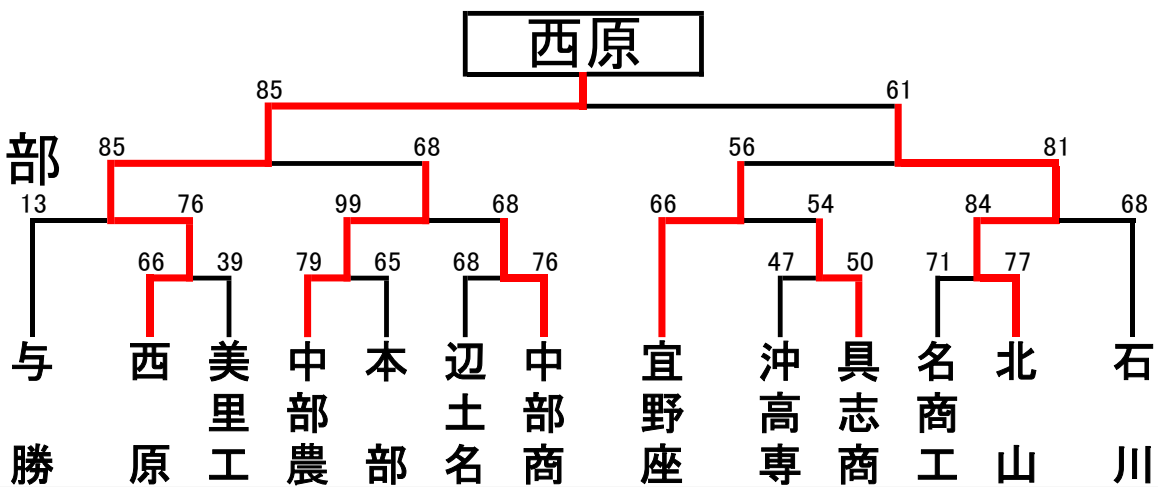 西原
85 61
部
85 68 56 81
13 76 99 68 66 54 84 68
66 39 79 65 68 76 47 50 71 77
与勝
西原
美里工
中部農
本部
辺土名
中部商
宜野座
沖高専
具志商
名商工
北山
石川